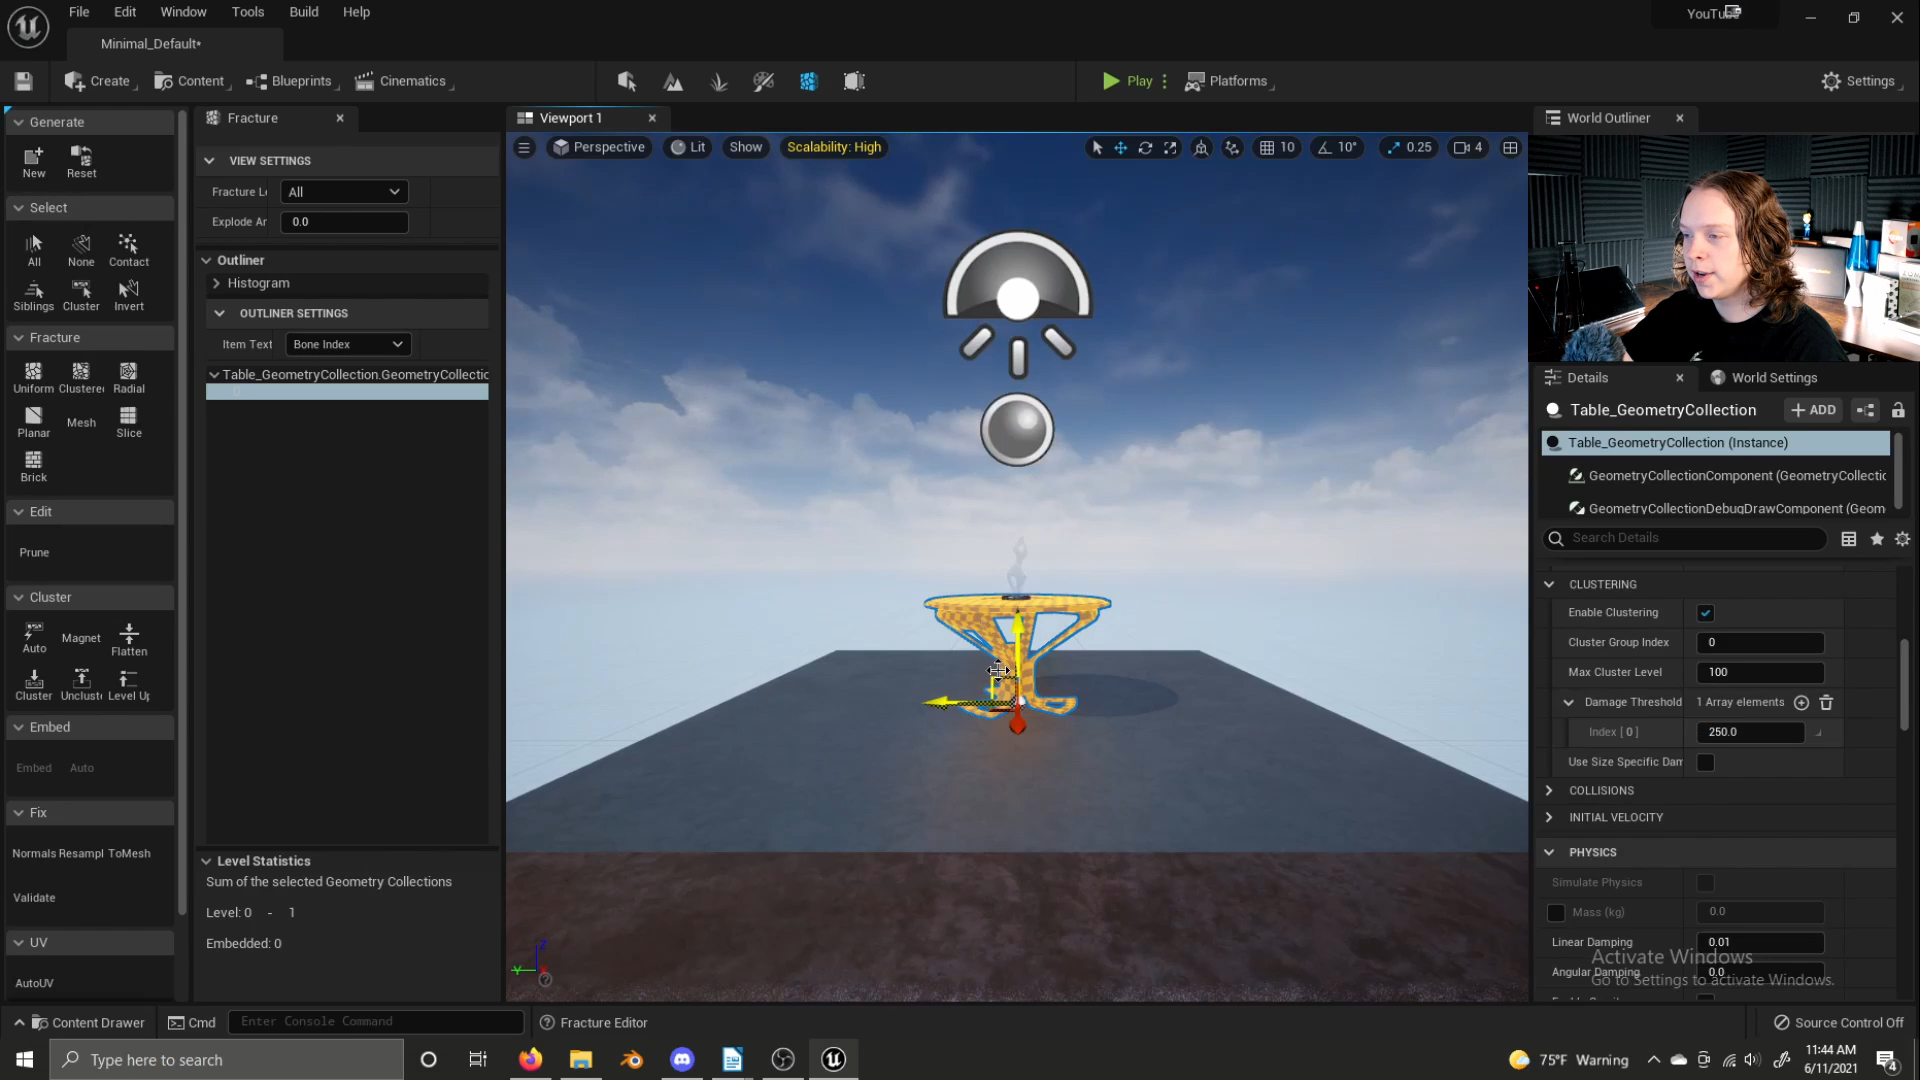 File Edit Window Tools Build Help
YouTube
Minimal_Default*
Create Content Blueprints Cinematics Play Platforms Settings
Generate
New Reset
Select
All None Contact
Siblings Cluster Invert
Fracture
Uniform Clustered Radial
Planar Mesh Slice
Brick
Edit
Prune
Cluster
Auto Magnet Flatten
Cluster Uncluste Level Up
Embed
Embed Auto
Fix
Normals Resampl ToMesh
Validate
UV
AutoUV
Fracture
VIEW SETTINGS
Fracture Le All
Explode Ar 0.0
Outliner
Histogram
OUTLINER SETTINGS
Item Text Bone Index
Table_GeometryCollection.GeometryCollectic
0
Level Statistics
Sum of the selected Geometry Collections
Level: 0 - 1
Embedded: 0
Viewport 1
Perspective Lit Show Scalability: High 10 10° 0.25 4
Z
Y
World Outliner
Details World Settings
Table_GeometryCollection ADD
Table_GeometryCollection (Instance)
GeometryCollectionComponent (GeometryCollectic
GeometryCollectionDebugDrawComponent (Geom
Search Details
CLUSTERING
Enable Clustering
Cluster Group Index 0
Max Cluster Level 100
Damage Threshold 1 Array elements
Index [ 0 ] 250.0
Use Size Specific Dam
COLLISIONS
INITIAL VELOCITY
PHYSICS
Simulate Physics
Mass (kg) 0.0
Linear Damping 0.01
Angular Damping 0.0
Activate Windows
Go to Settings to activate Windows.
Content Drawer Cmd Enter Console Command Fracture Editor Source Control Off
Type here to search
75°F Warning
11:44 AM
6/11/2021
4